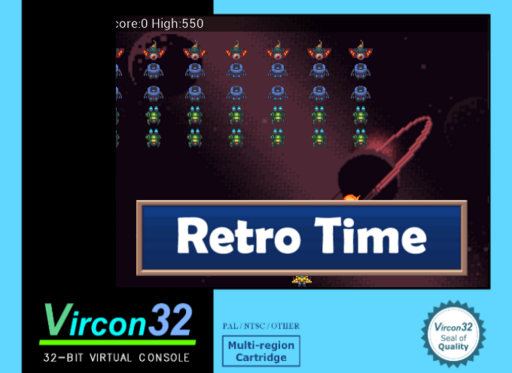 core:0 High:550
Retro Time
Vircon32
32-BIT VIRTUAL CONSOLE
PAL / NTSC / OTHER
Multi-region
Cartridge
Vircon32
Seal of
Quality